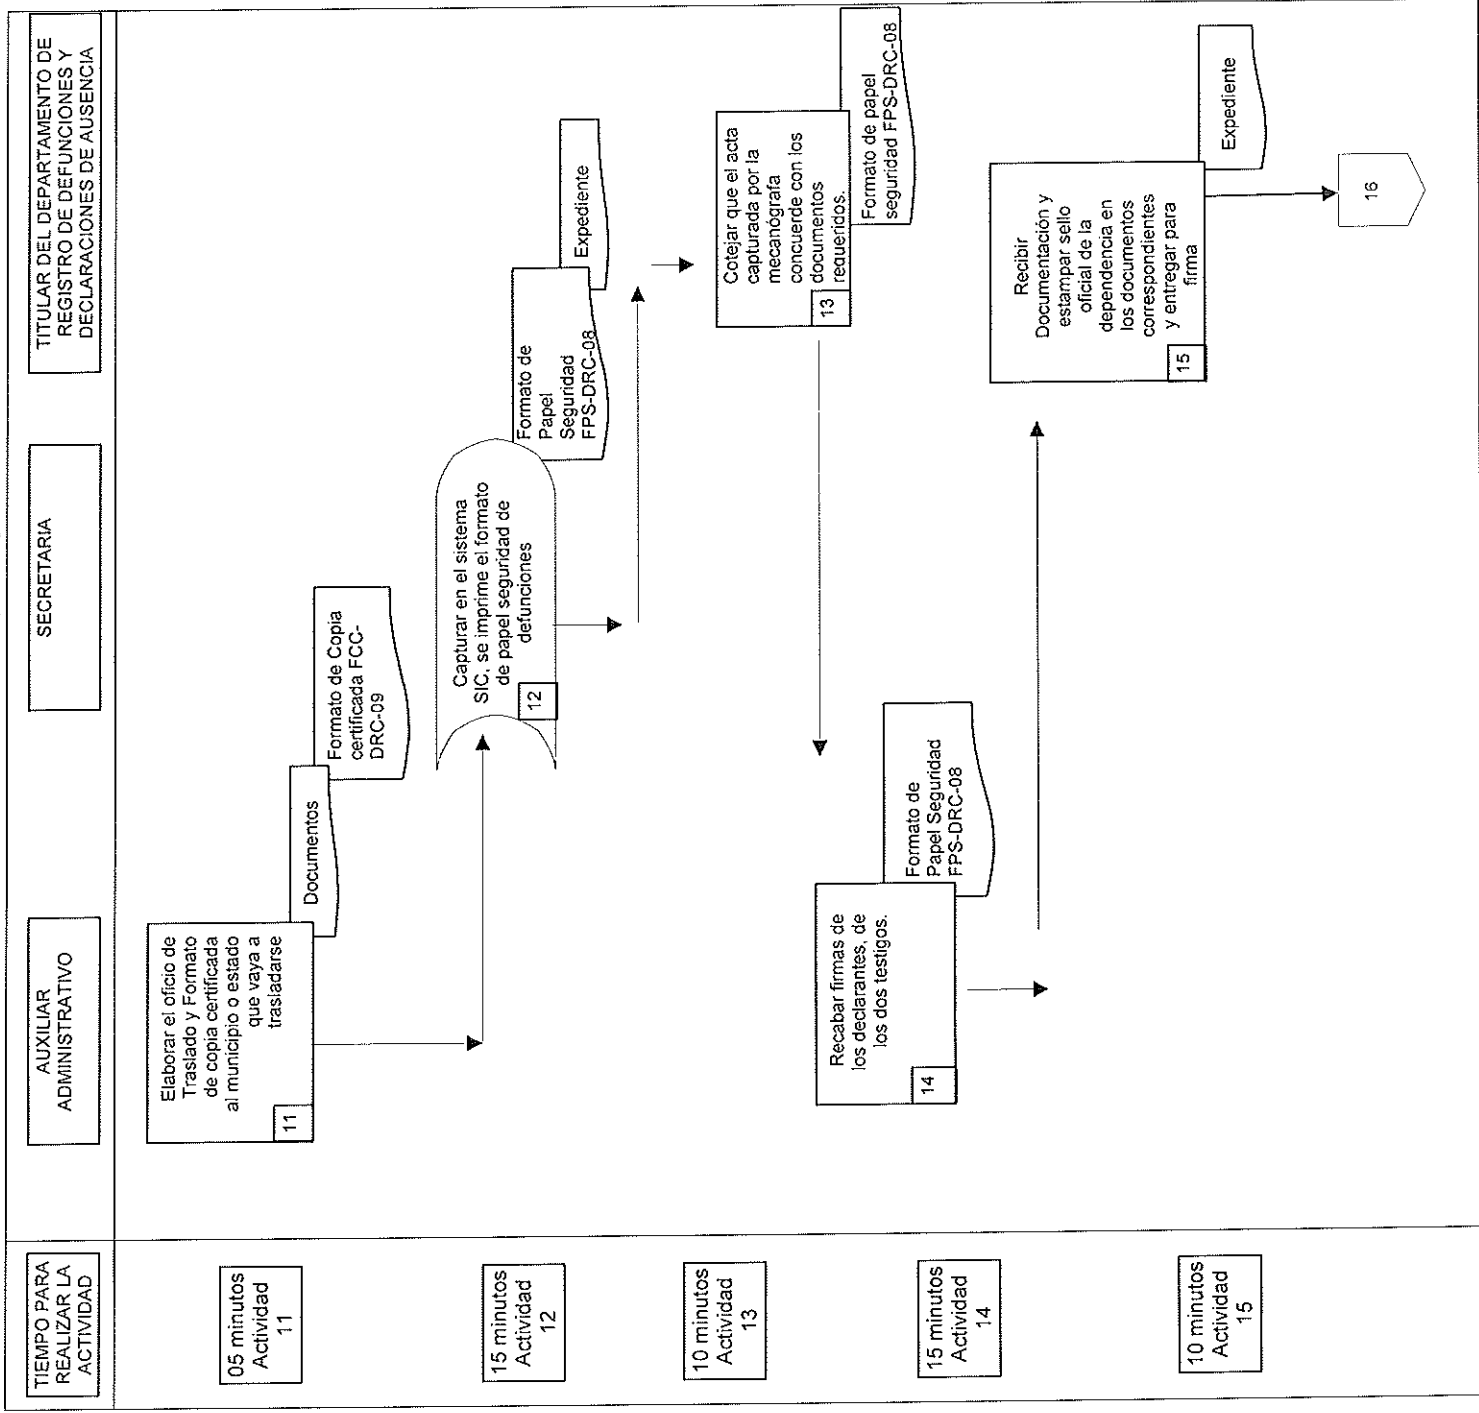 TIEMPO PARA
REALIZAR LA
ACTIVIDAD
AUXILIAR
ADMINISTRATIVO
SECRETARIA
TITULAR DEL DEPARTAMENTO DE
REGISTRO DE DEFUNCIONES Y
DECLARACIONES DE AUSENCIA
05 minutos
Actividad
11
Elaborar el oficio de
Traslado y Formato
de copia certificada
al municipio o estado
que vaya a
trasladarse
11
Documentos
Formato de Copia
certificada FCC-
DRC-09
15 minutos
Actividad
12
Capturar en el sistema
SIC, se imprime el formato
de papel seguridad de
defunciones
12
Formato de
Papel
Seguridad
FPS-DRC-08
Expediente
10 minutos
Actividad
13
Cotejar que el acta
capturada por la
mecanógrafa
concuerde con los
documentos
requeridos.
13
Formato de papel
seguridad FPS-DRC-08
15 minutos
Actividad
14
Recabar firmas de
los declarantes, de
los dos testigos.
14
Formato de
Papel Seguridad
FPS-DRC-08
10 minutos
Actividad
15
Recibir
Documentación y
estampar sello
oficial de la
dependencia en
los documentos
correspondientes
y entregar para
firma
15
Expediente
16